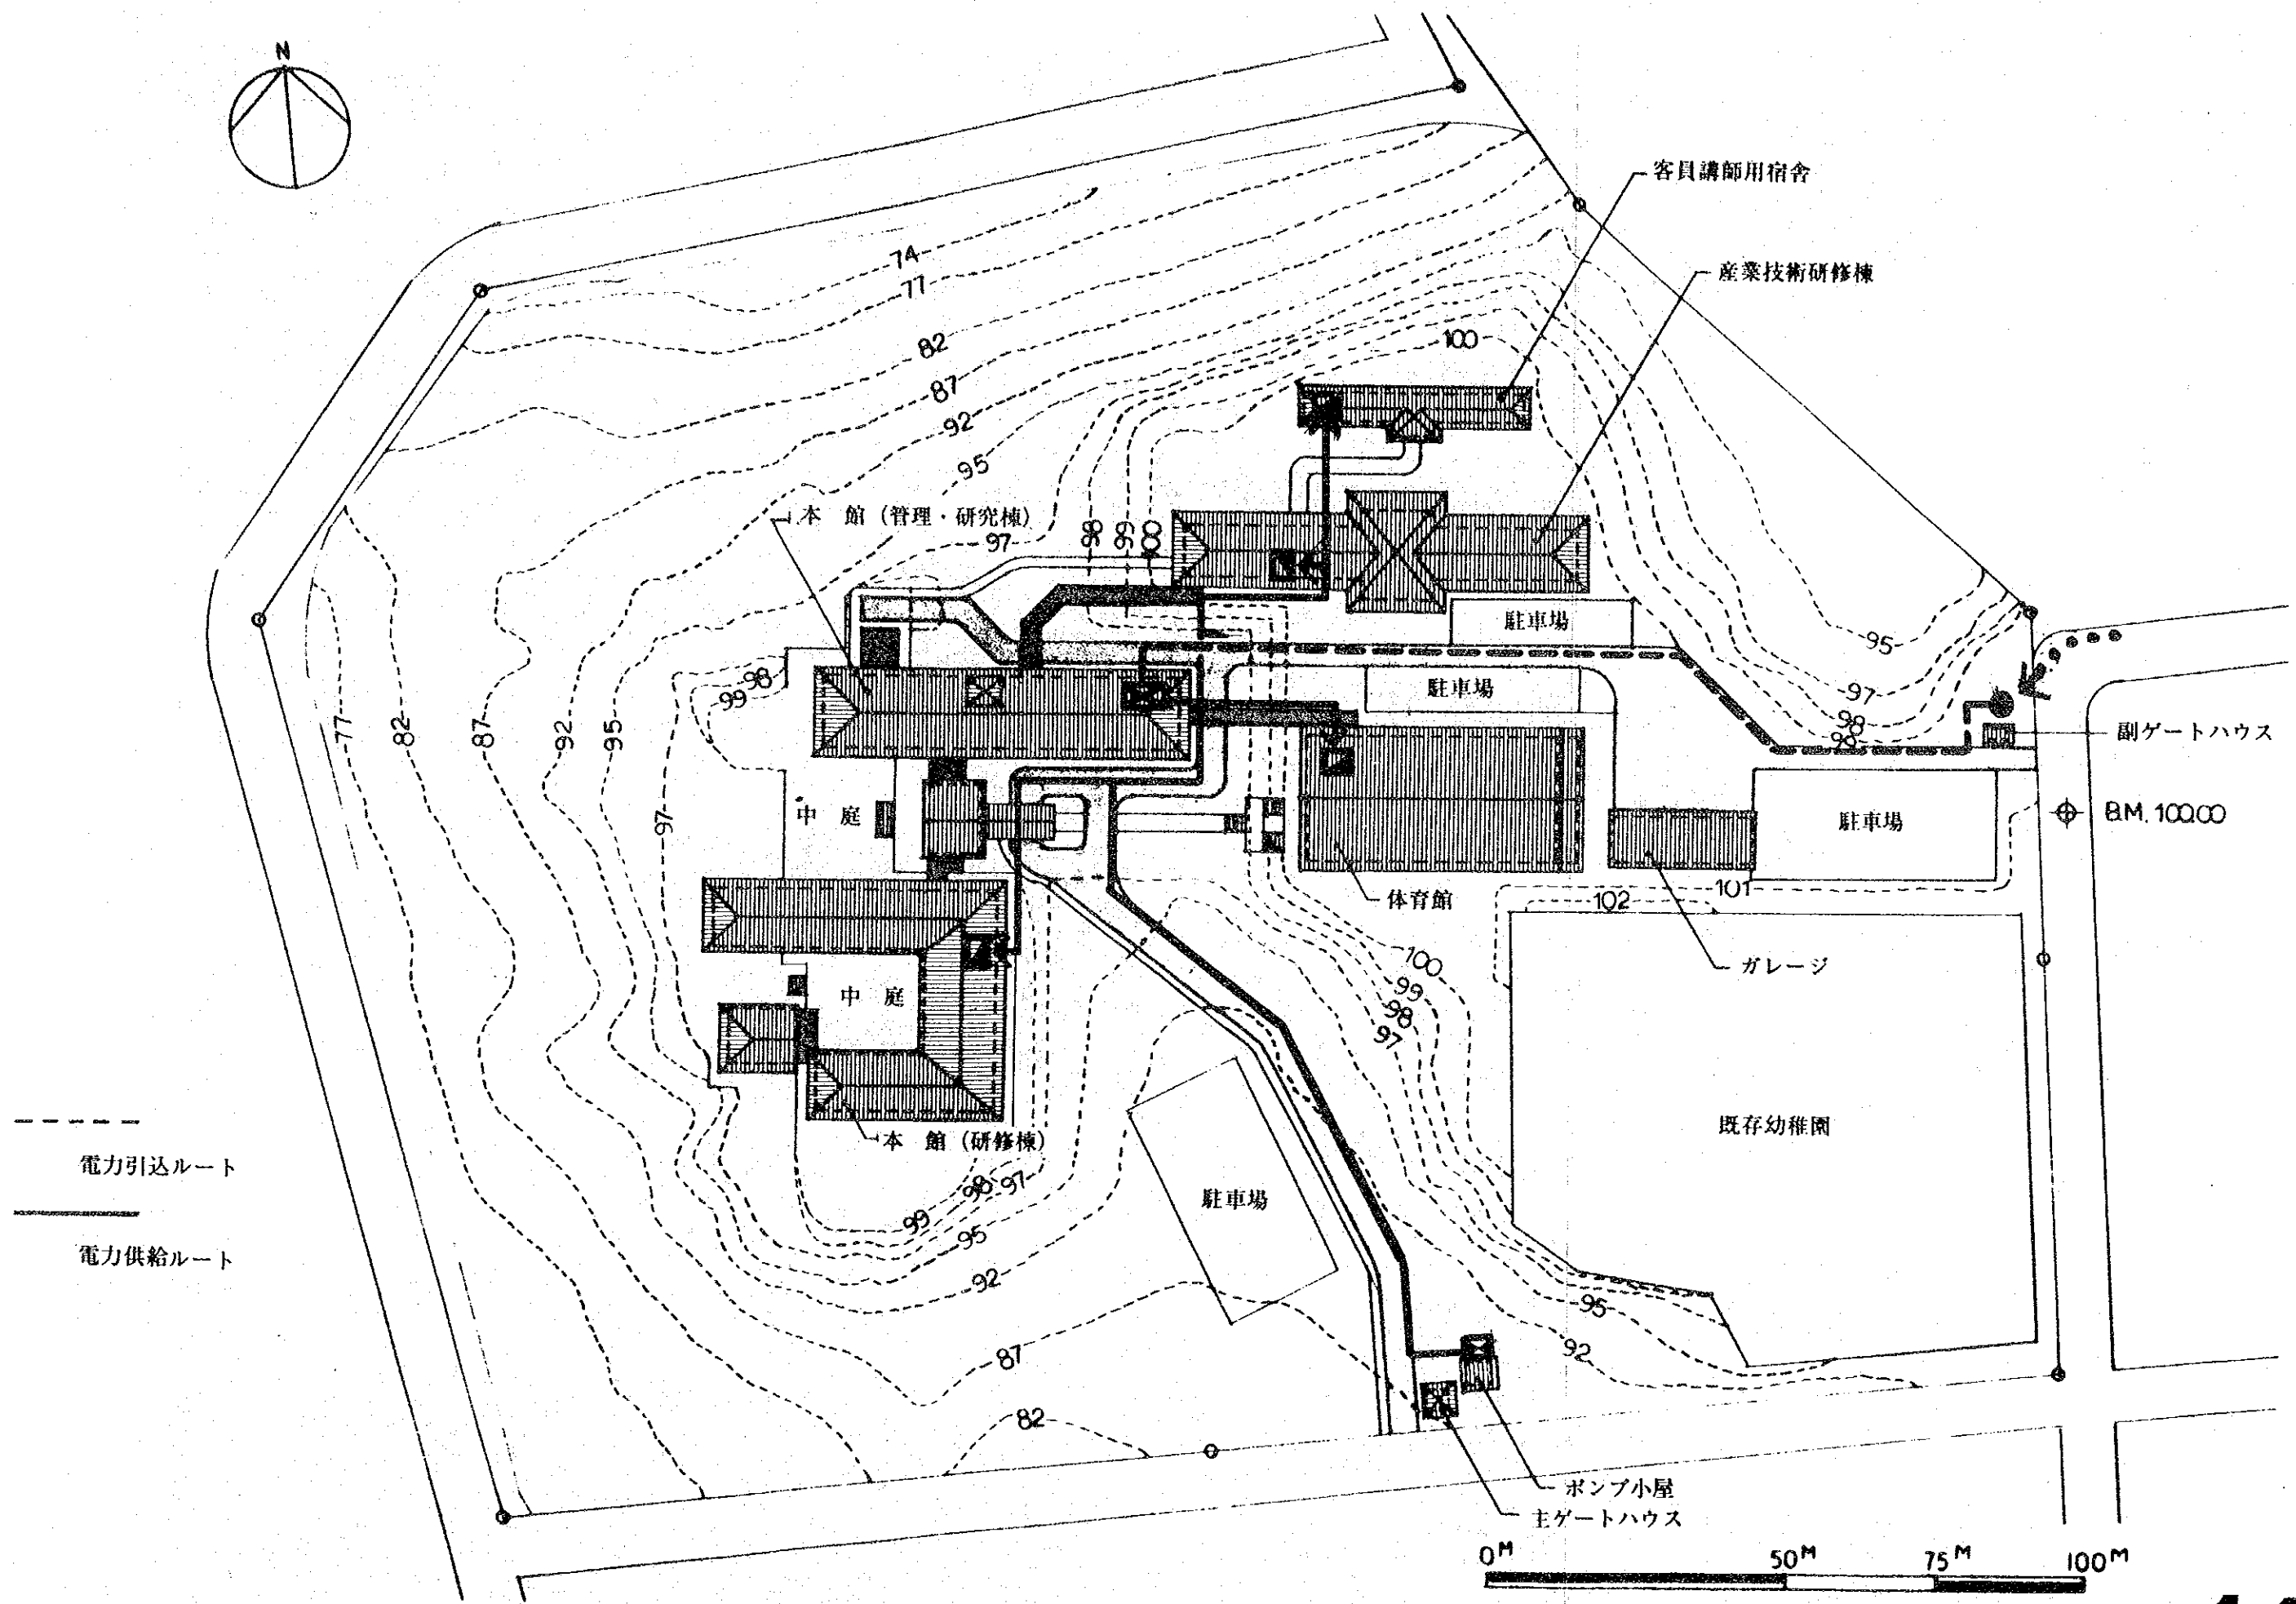 N
客員講師用宿舎
産業技術研修棟
74
77
82
87
92
95
97
98
99
100
100
本 館 (管理・研究棟)
駐車場
駐車場
95
97
98
99
副ゲートハウス
B.M. 100.00
駐車場
77
82
87
92
95
97
99
98
中 庭
体育館
101
102
ガレージ
100
99
98
97
中 庭
本 館 (研修棟)
既存幼稚園
電力引込ルート
電力供給ルート
駐車場
98
97
99
95
92
87
82
95
92
ポンプ小屋
主ゲートハウス
0M 50M 75M 100M